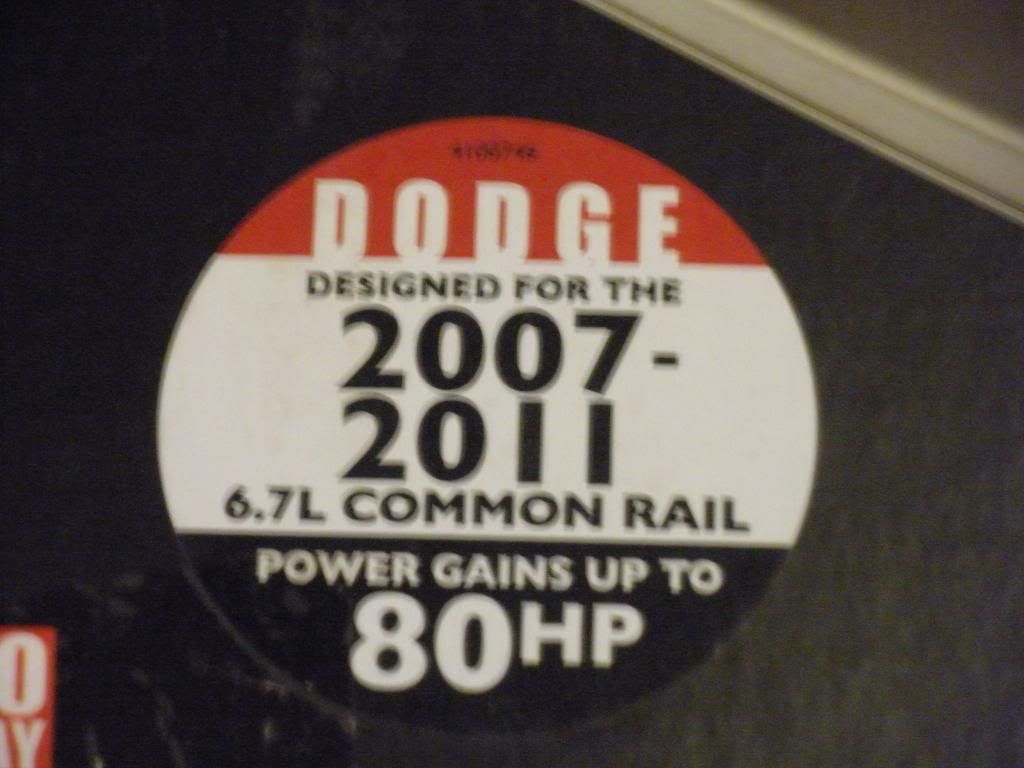 DODGE
DESIGNED FOR THE
2007-
2011
6.7L COMMON RAIL
POWER GAINS UP TO
80HP